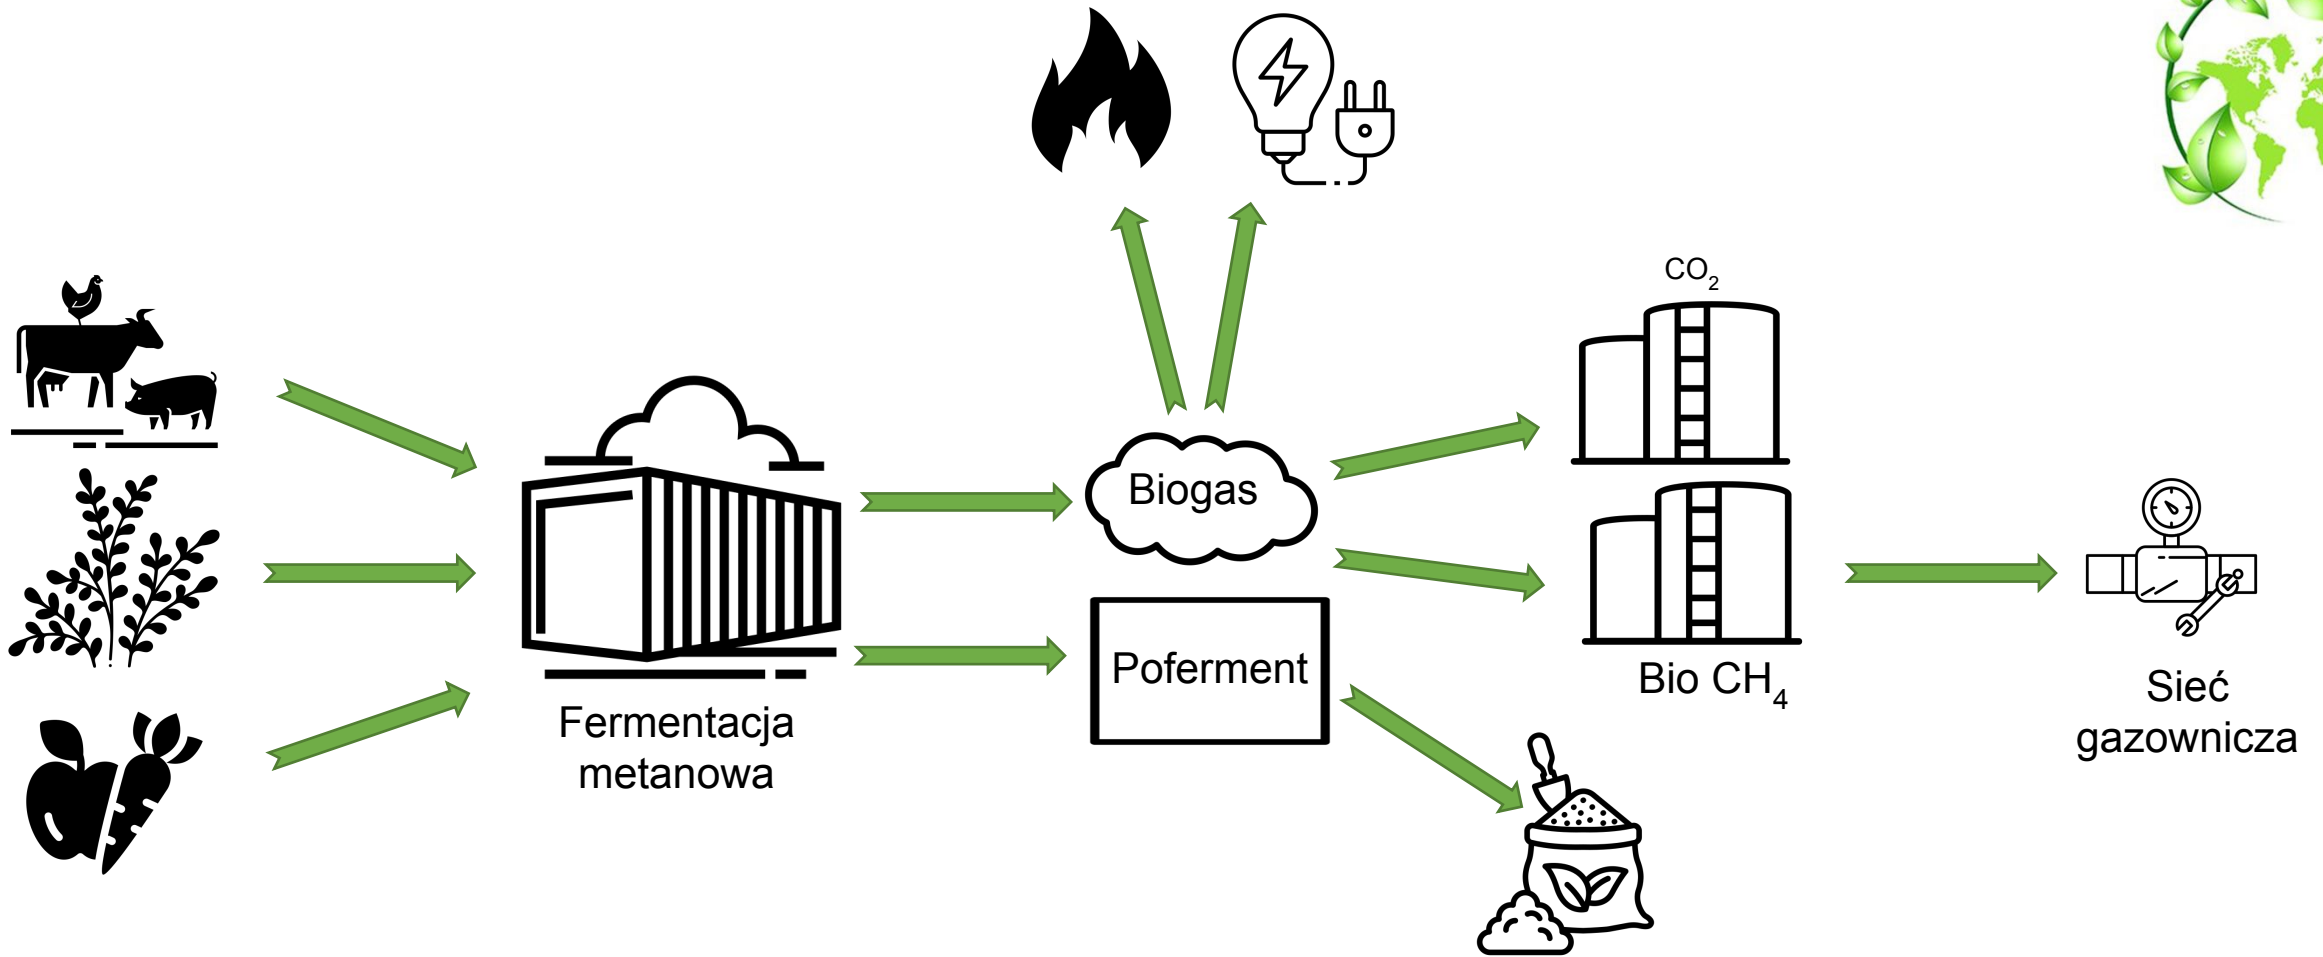 Fermentacja
metanowa
Biogas
Poferment
CO₂
Bio CH₄
Sieć
gazownicza